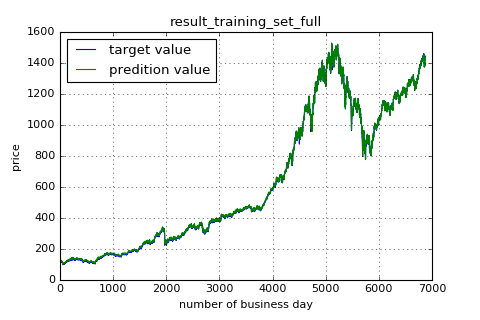 result_training_set_full
target value
predition value
1600
1400
1200
1000
800
600
400
200
0
price
0 1000 2000 3000 4000 5000 6000 7000
number of business day